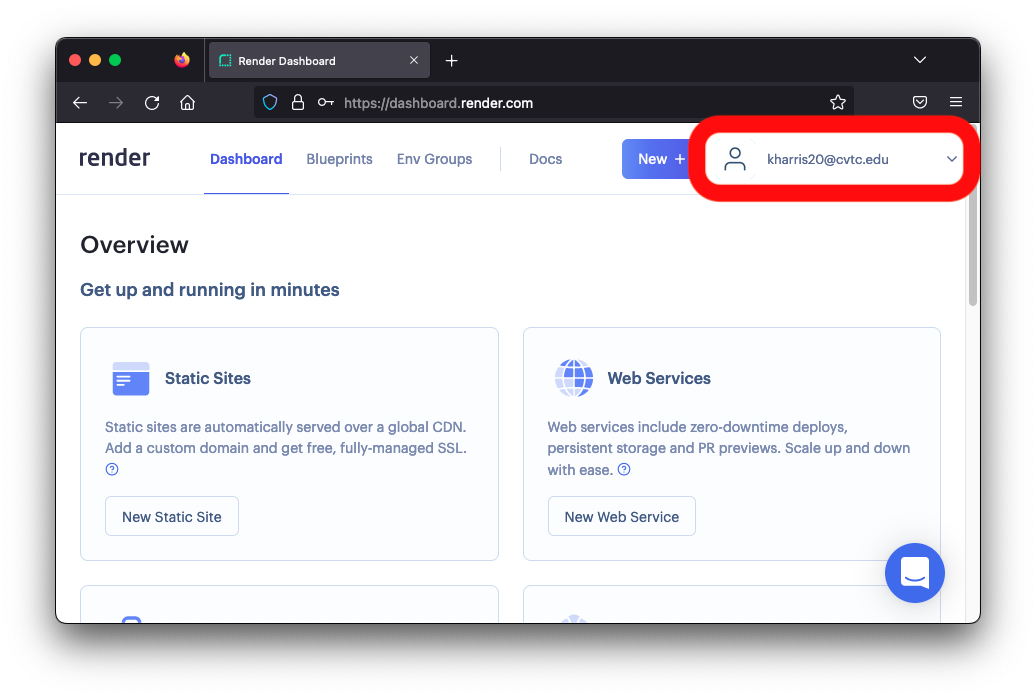 Render Dashboard
https://dashboard.render.com
render
Dashboard Blueprints Env Groups Docs New + kharris20@cvtc.edu
Overview
Get up and running in minutes
Static Sites
Static sites are automatically served over a global CDN.
Add a custom domain and get free, fully-managed SSL.
New Static Site
Web Services
Web services include zero-downtime deploys,
persistent storage and PR previews. Scale up and down
with ease.
New Web Service